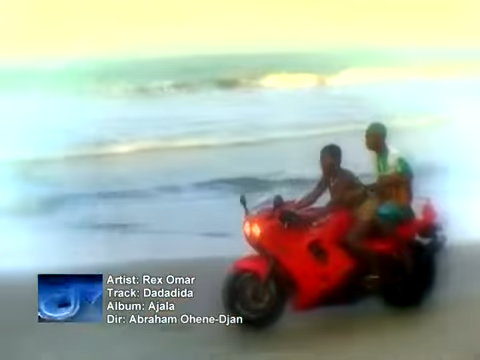 Artist: Rex Omar
Track: Dadadida
Album: Ajala
Dir: Abraham Ohene-Djan